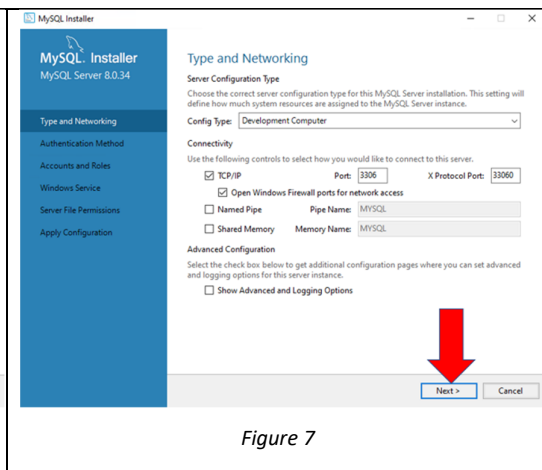 MySQL Installer
MySQL. Installer
MySQL Server 8.0.34
Type and Networking
Authentication Method
Accounts and Roles
Windows Service
Server File Permissions
Apply Configuration
Type and Networking
Server Configuration Type
Choose the correct server configuration type for this MySQL Server installation. This setting will
define how much system resources are assigned to the MySQL Server instance.
Config Type: Development Computer
Connectivity
Use the following controls to select how you would like to connect to this server.
TCP/IP Port: 3306 X Protocol Port: 33060
Open Windows Firewall ports for network access
Named Pipe Pipe Name: MYSQL
Shared Memory Memory Name: MYSQL
Advanced Configuration
Select the check box below to get additional configuration pages where you can set advanced
and logging options for this server instance.
Show Advanced and Logging Options
Next > Cancel
Figure 7